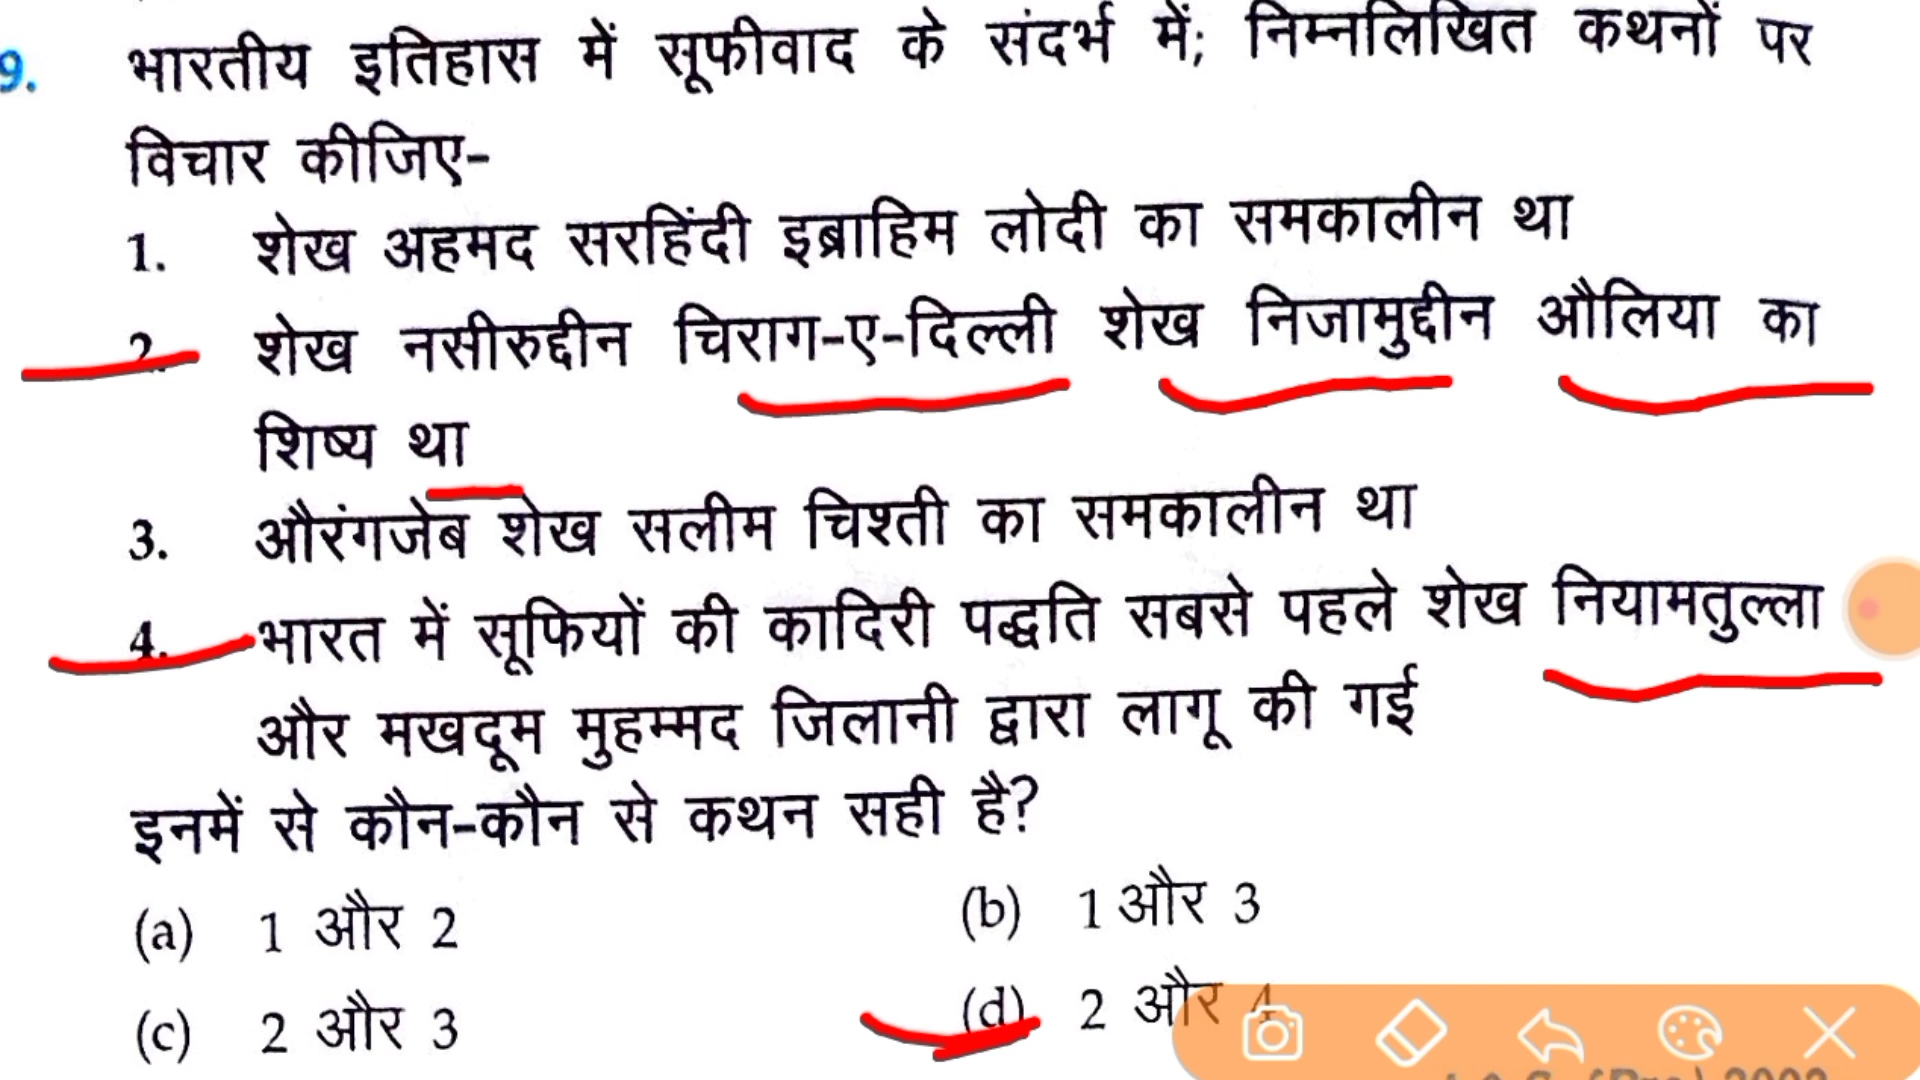 9. भारतीय इतिहास में सूफीवाद के संदर्भ में; निम्नलिखित कथनों पर
विचार कीजिए-
1. शेख अहमद सरहिंदी इब्राहिम लोदी का समकालीन था
2. शेख नसीरुद्दीन चिराग-ए-दिल्ली शेख निजामुद्दीन औलिया का
शिष्य था
3. औरंगजेब शेख सलीम चिश्ती का समकालीन था
4. भारत में सूफियों की कादिरी पद्धति सबसे पहले शेख नियामतुल्ला
और मखदूम मुहम्मद जिलानी द्वारा लागू की गई
इनमें से कौन-कौन से कथन सही है?
(a) 1 और 2
(b) 1और 3
(c) 2 और 3
(d) 2 और 4